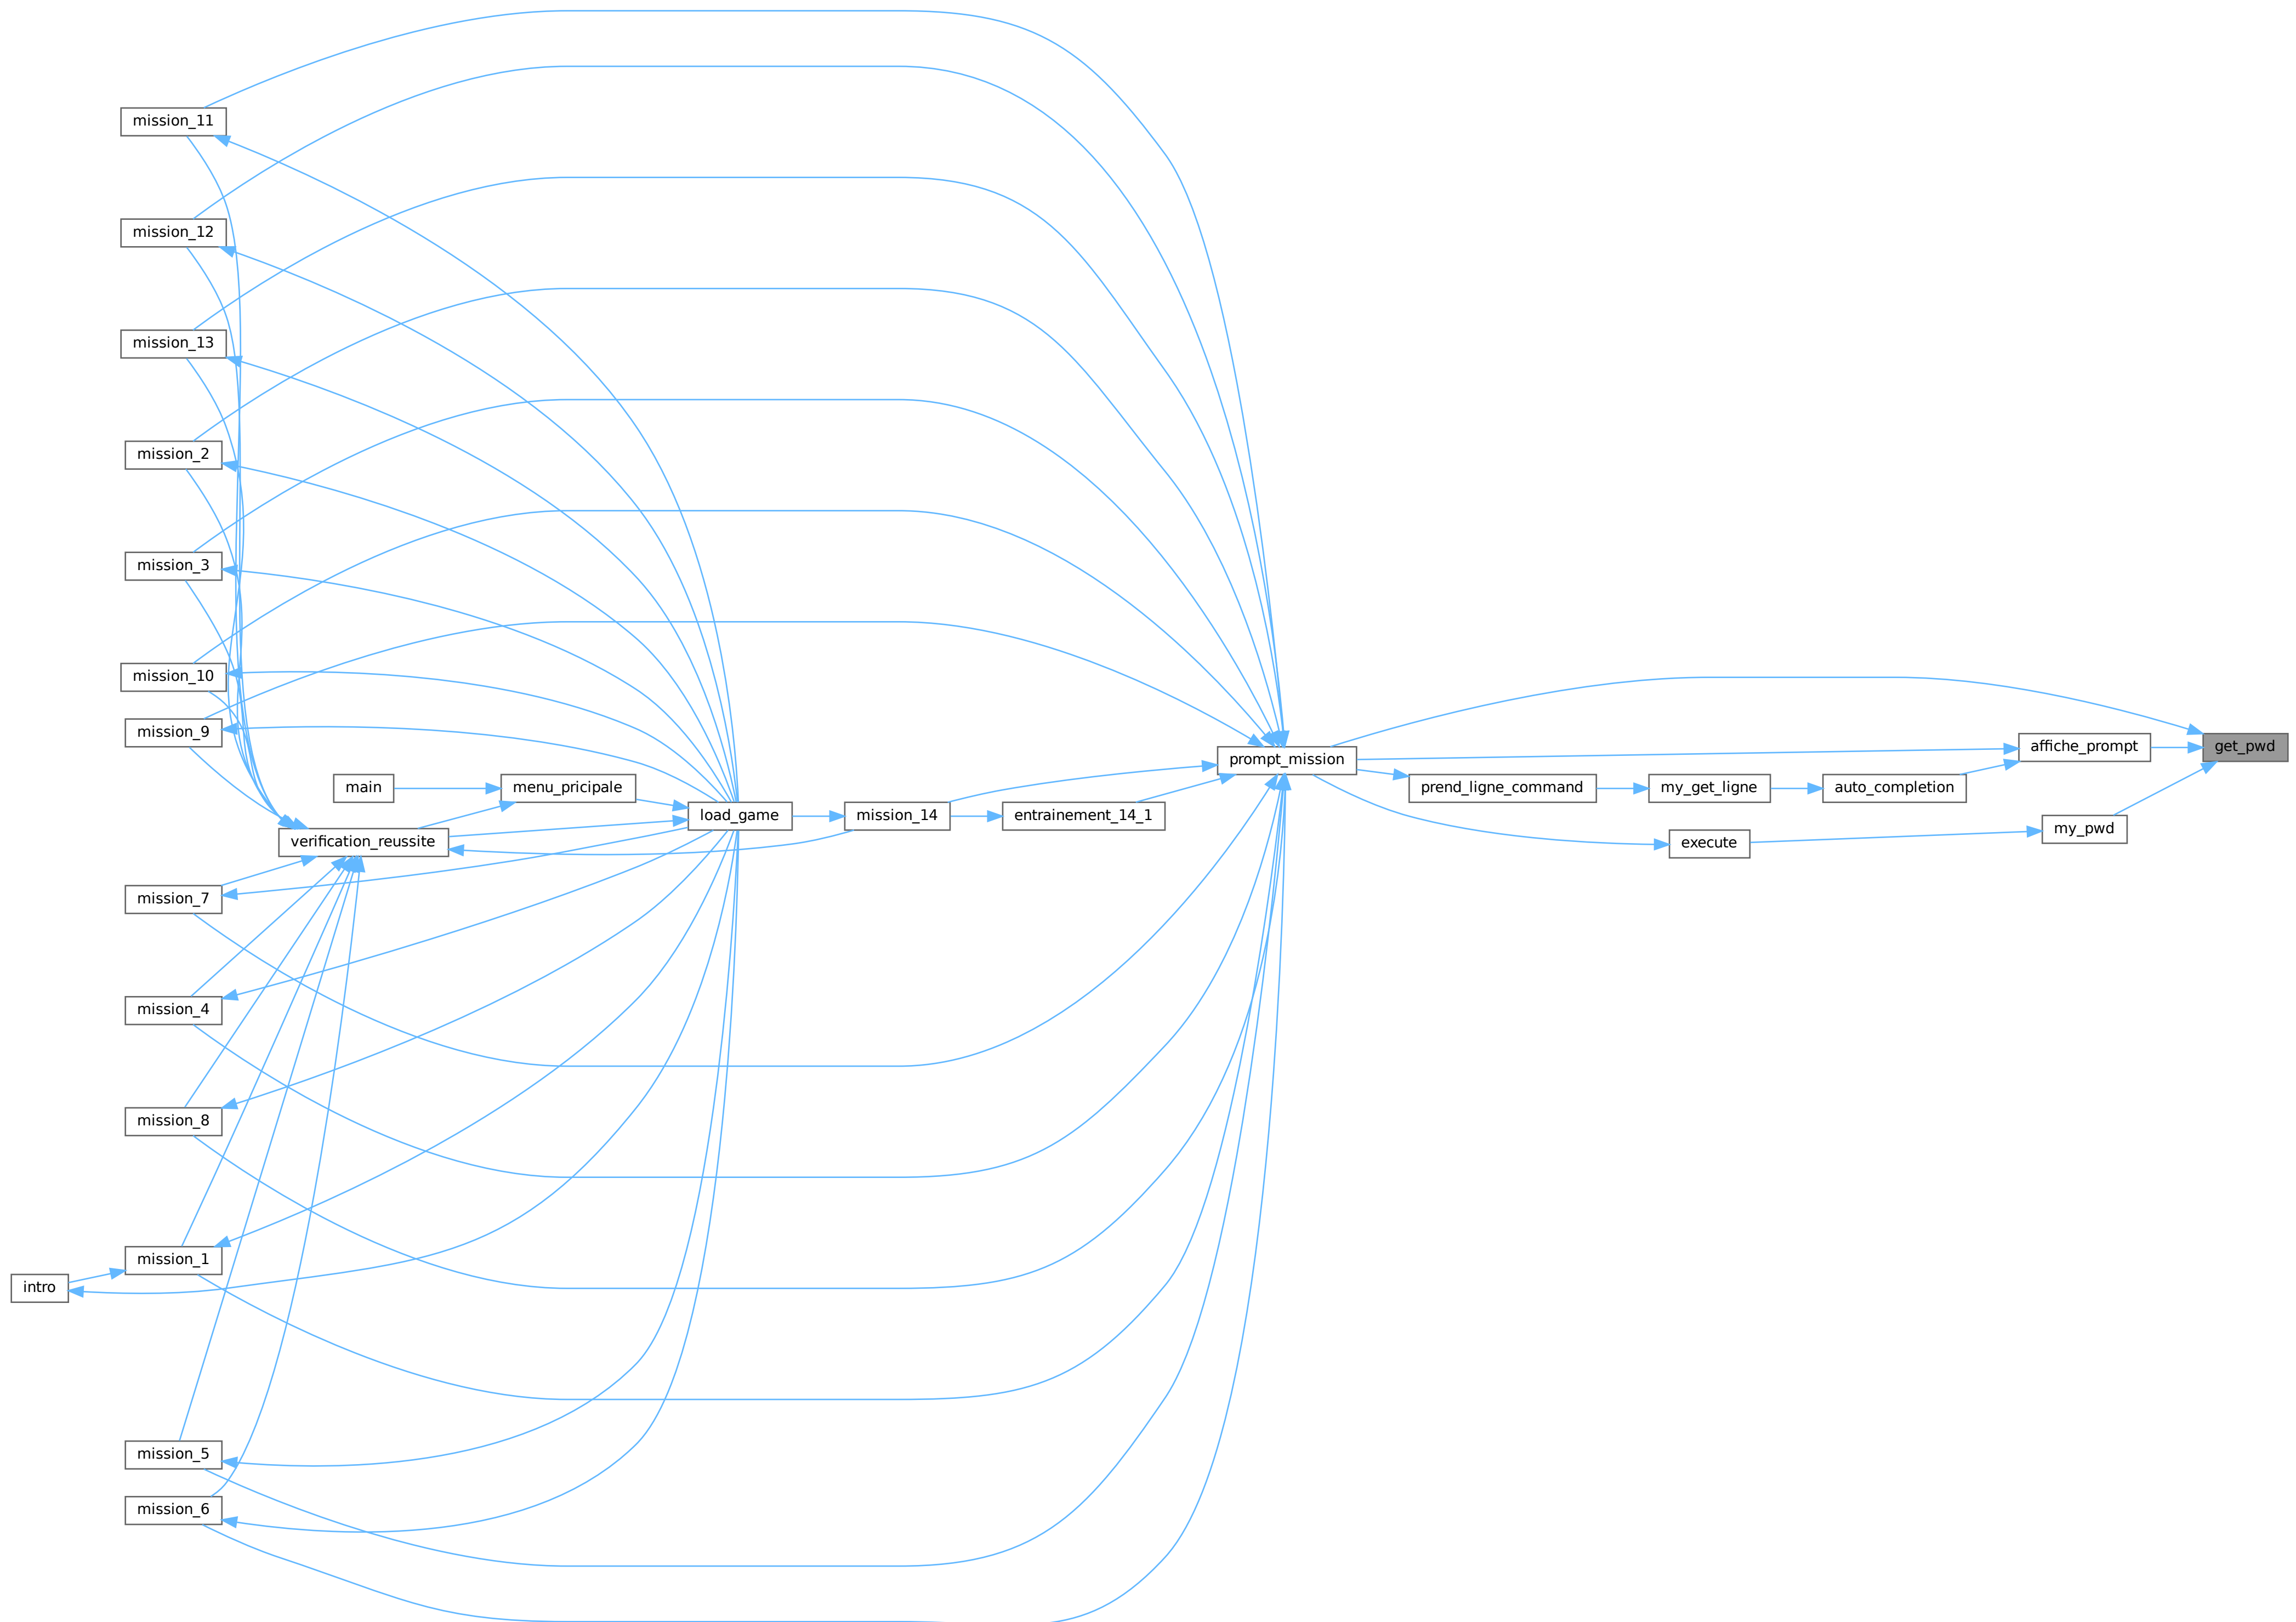 mission_11
mission_12
mission_13
mission_2
mission_3
mission_10
mission_9
main
menu_pricipale
load_game
verification_reussite
mission_14
entrainement_14_1
prompt_mission
prend_ligne_command
my_get_ligne
auto_completion
affiche_prompt
get_pwd
my_pwd
execute
mission_7
mission_4
mission_8
mission_1
intro
mission_5
mission_6